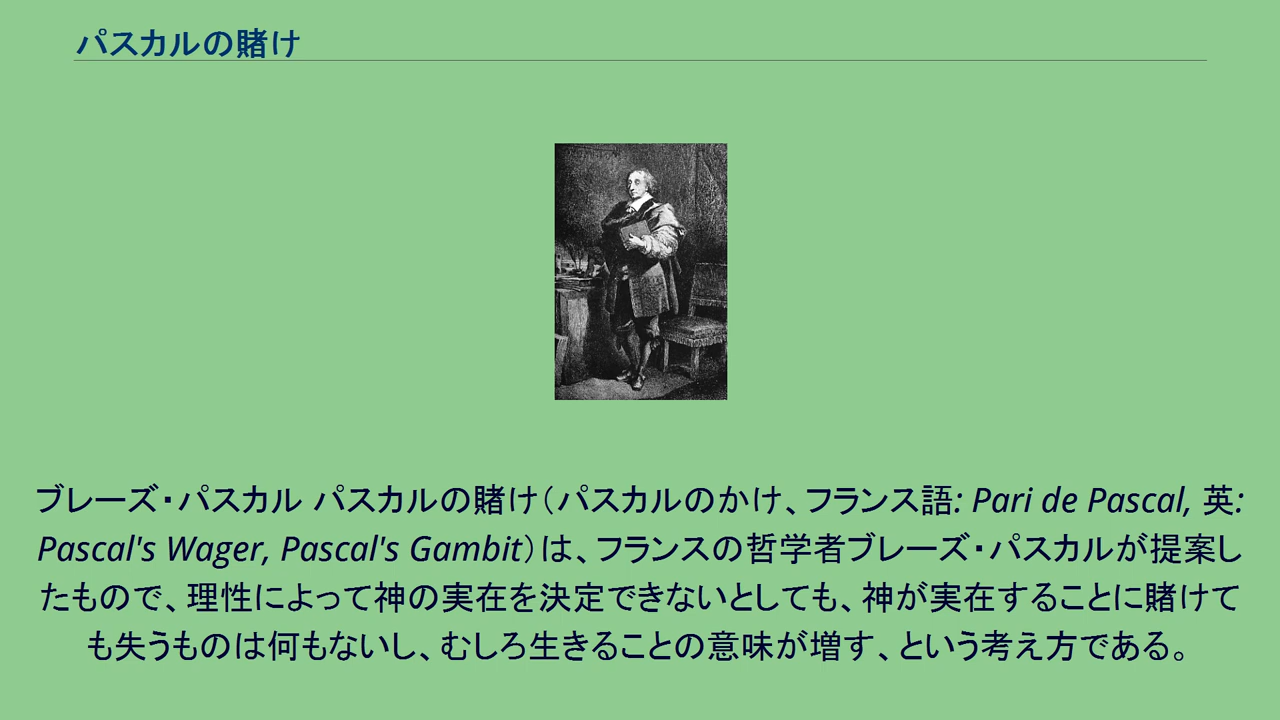 パスカルの賭け
ブレーズ・パスカル パスカルの賭け（パスカルのかけ、フランス語: Pari de Pascal, 英:
Pascal's Wager, Pascal's Gambit）は、フランスの哲学者ブレーズ・パスカルが提案し
たもので、理性によって神の実在を決定できないとしても、神が実在することに賭けて
も失うものは何もないし、むしろ生きることの意味が増す、という考え方である。